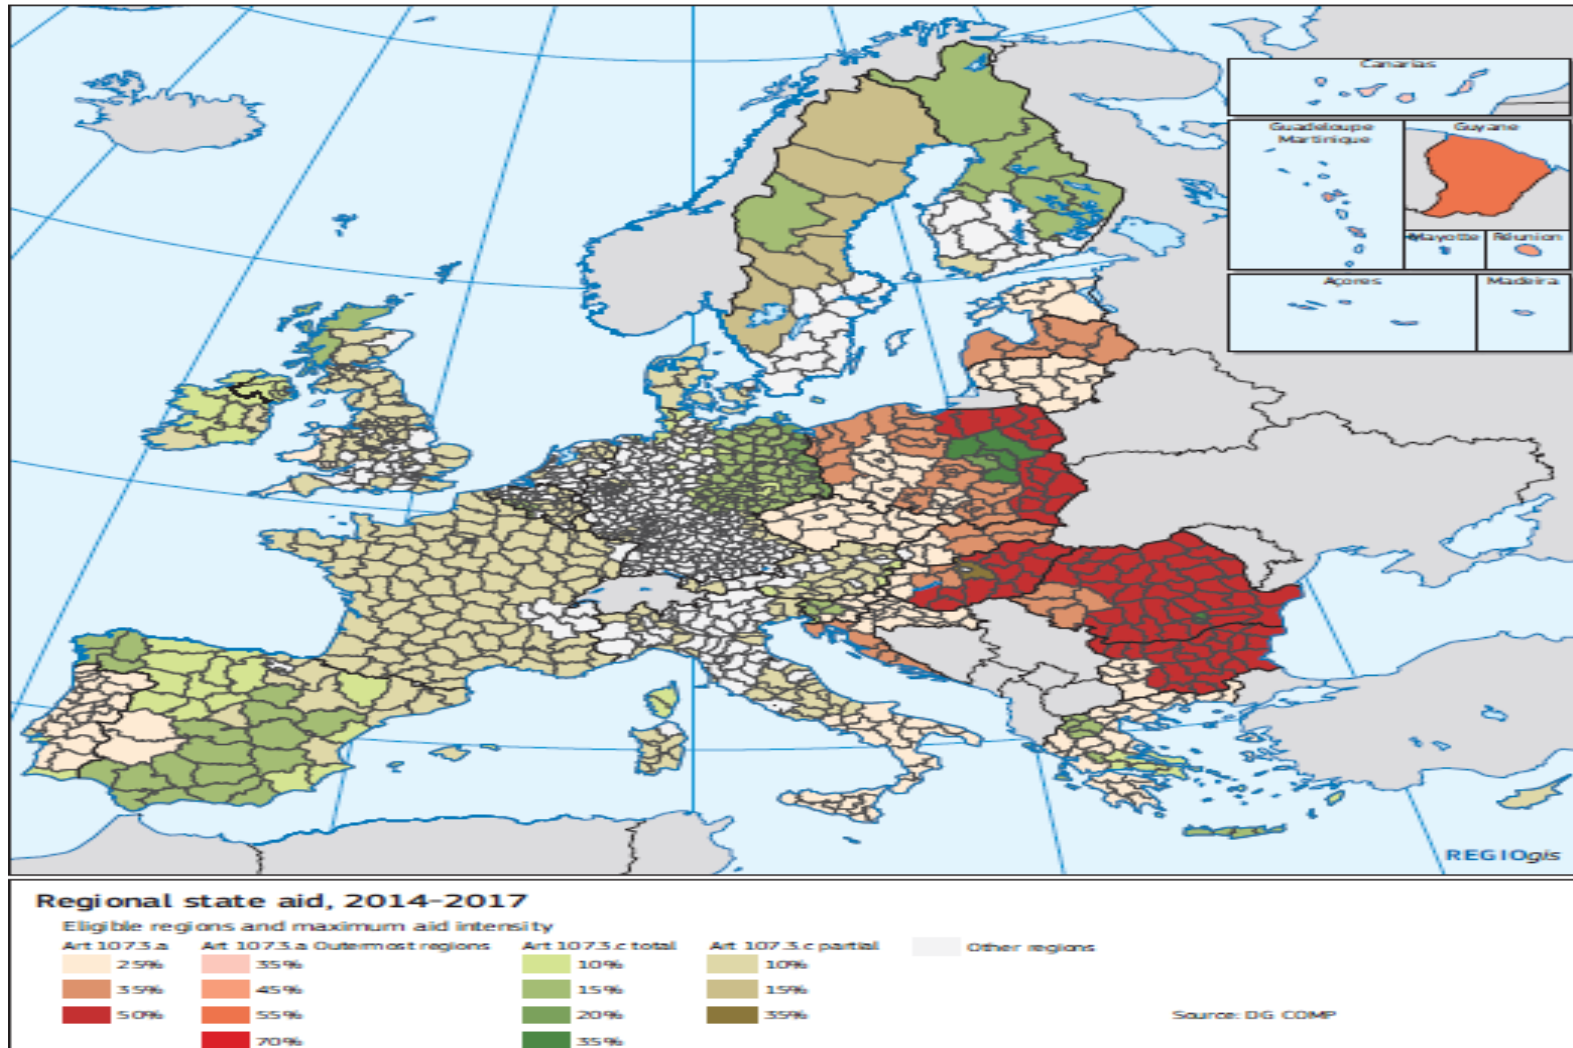 Canarias
Guadeloupe
Martinique
Guyane
Mayotte
Réunion
Açores
Madeira
REGIOgis
Regional state aid, 2014-2017
Eligible regions and maximum aid intensity
Art 107.3.a
25%
35%
50%
Art 107.3.a Outermost regions
35%
45%
55%
70%
Art 107.3.c total
10%
15%
20%
35%
Art 107.3.c partial
10%
15%
35%
Other regions
Source: DG COMP